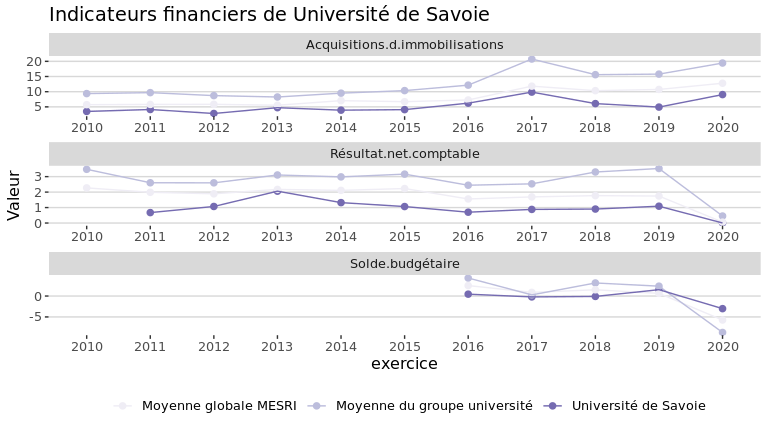 Indicateurs financiers de Université de Savoie
Acquisitions.d.immobilisations
20
15
10
5
2010 2011 2012 2013 2014 2015 2016 2017 2018 2019 2020
Résultat.net.comptable
3
2
1
0
2010 2011 2012 2013 2014 2015 2016 2017 2018 2019 2020
Valeur
Solde.budgétaire
0
-5
2010 2011 2012 2013 2014 2015 2016 2017 2018 2019 2020
exercice
Moyenne globale MESRI Moyenne du groupe université Université de Savoie